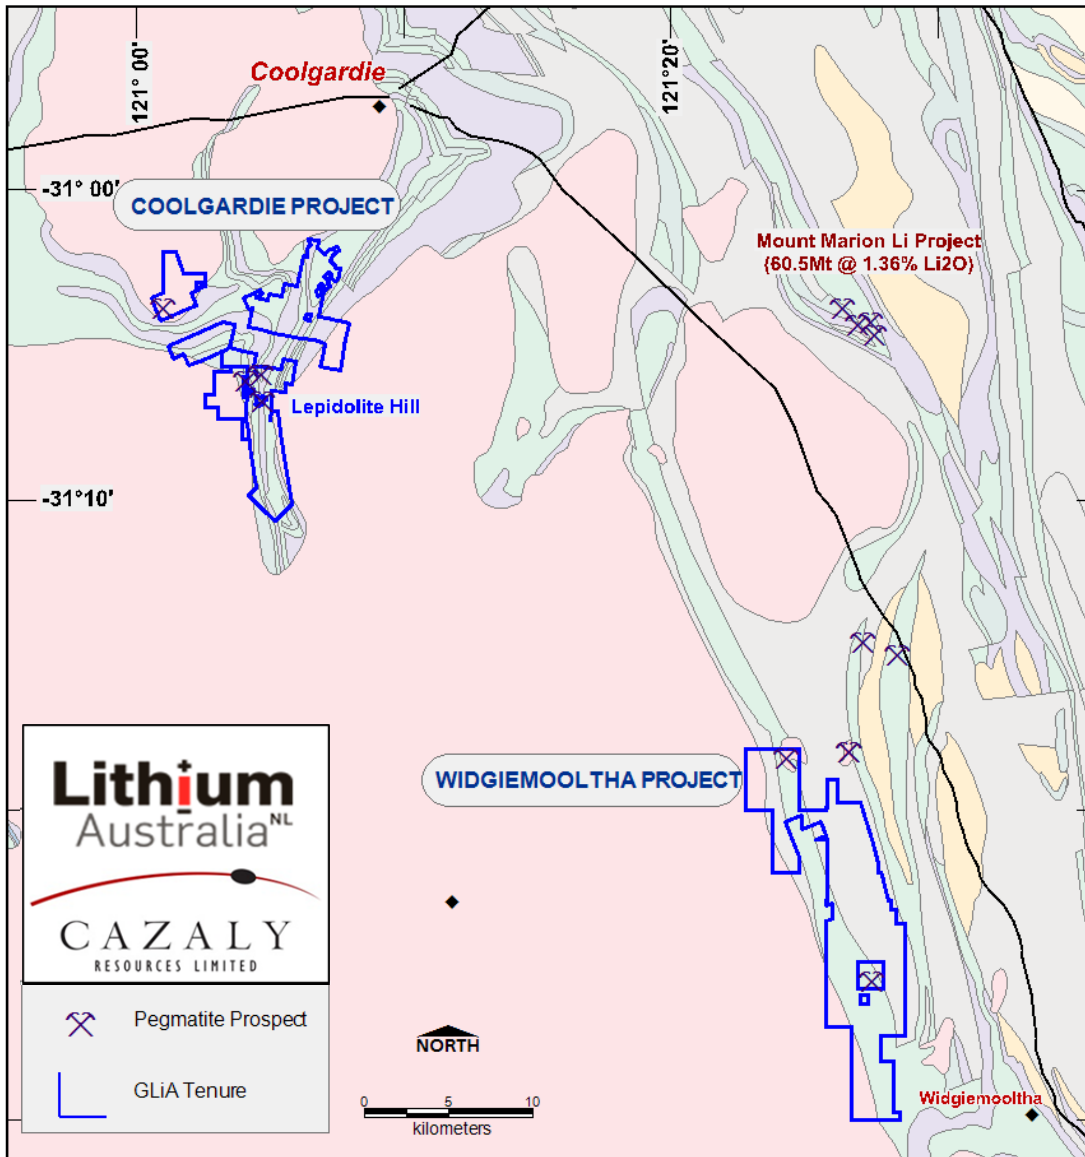 121° 00'
121° 20'
Coolgardie
-31° 00'
COOLGARDIE PROJECT
Mount Marion Li Project
(60.5Mt @ 1.36% Li2O)
Lepidolite Hill
-31°10'
WIDGIEMOOLTHA PROJECT
Lithium
Australia NL
CAZALY
RESOURCES LIMITED
Pegmatite Prospect
GLiA Tenure
NORTH
0 5 10
kilometers
Widgiemooltha